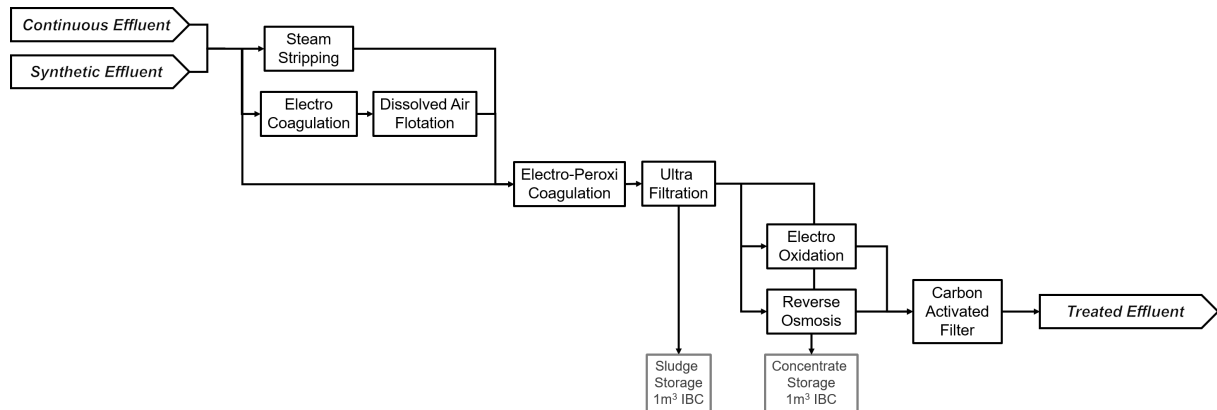 Continuous Effluent
Synthetic Effluent
Steam
Stripping
Electro
Coagulation
Dissolved Air
Flotation
Electro-Peroxi
Coagulation
Ultra
Filtration
Electro
Oxidation
Reverse
Osmosis
Carbon
Activated
Filter
Treated Effluent
Sludge
Storage
1m³ IBC
Concentrate
Storage
1m³ IBC